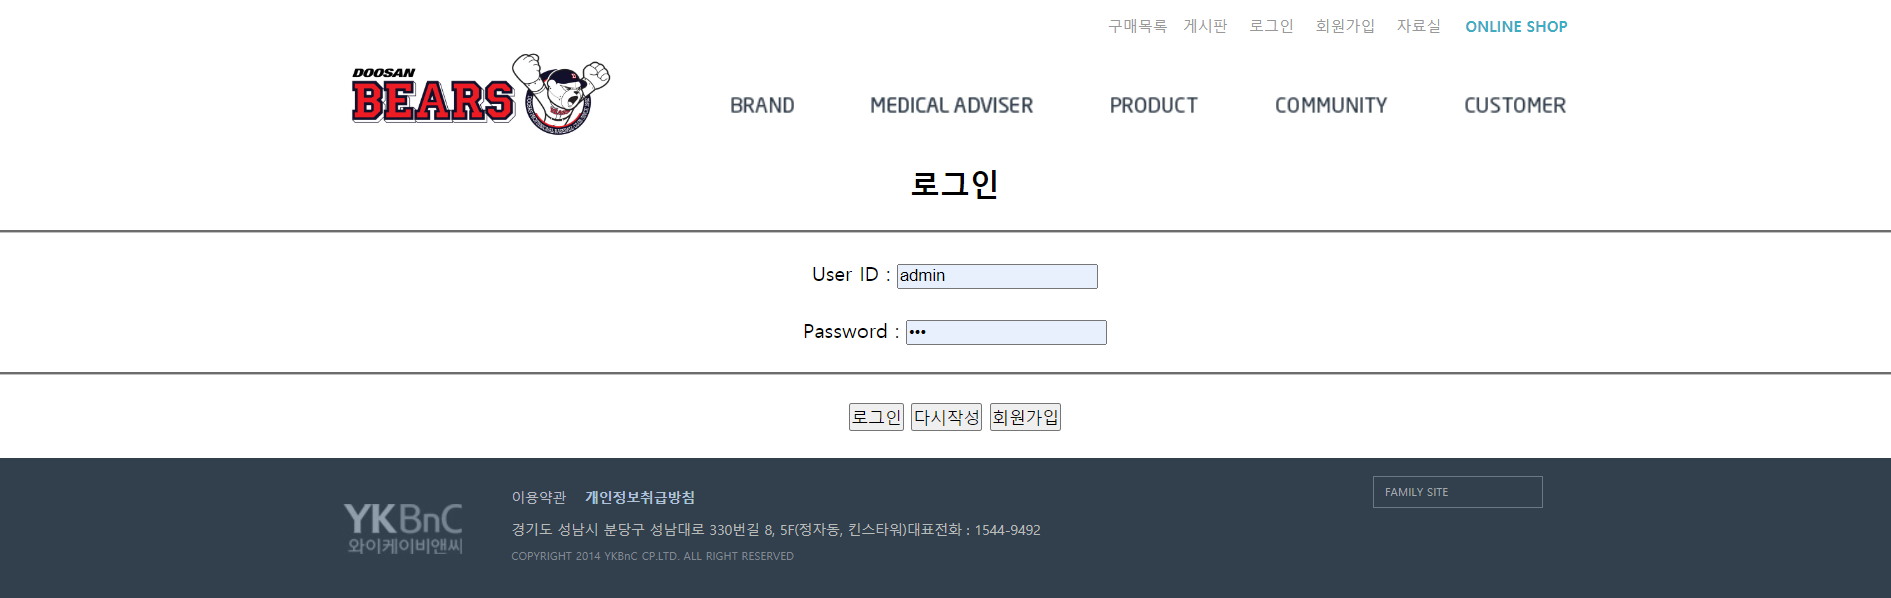 구매목록 게시판 로그인 회원가입 자료실 ONLINE SHOP
DOOSAN
BEARS
BRAND MEDICAL ADVISER PRODUCT COMMUNITY CUSTOMER
로그인
User ID : admin
Password : •••
로그인 다시작성 회원가입
이용약관 개인정보취급방침
FAMILY SITE
YKBnC
와이케이비앤씨
경기도 성남시 분당구 성남대로 330번길 8, 5F(정자동, 킨스타워)대표전화 : 1544-9492
COPYRIGHT 2014 YKBnC CP.LTD. ALL RIGHT RESERVED